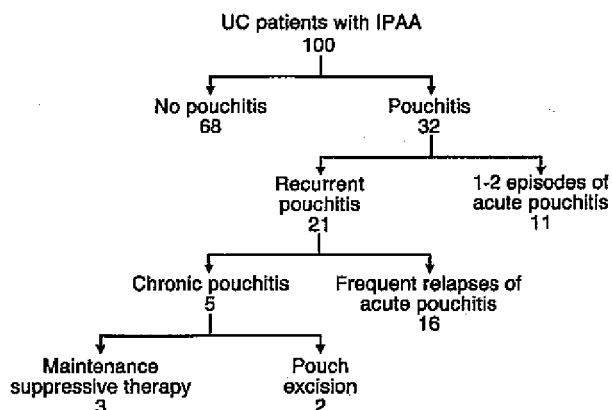 UC patients with IPAA
100
No pouchitis
68
Pouchitis
32
Recurrent
pouchitis
21
1-2 episodes of
acute pouchitis
11
Chronic pouchitis
5
Frequent relapses of
acute pouchitis
16
Maintenance
suppressive therapy
3
Pouch
excision
2